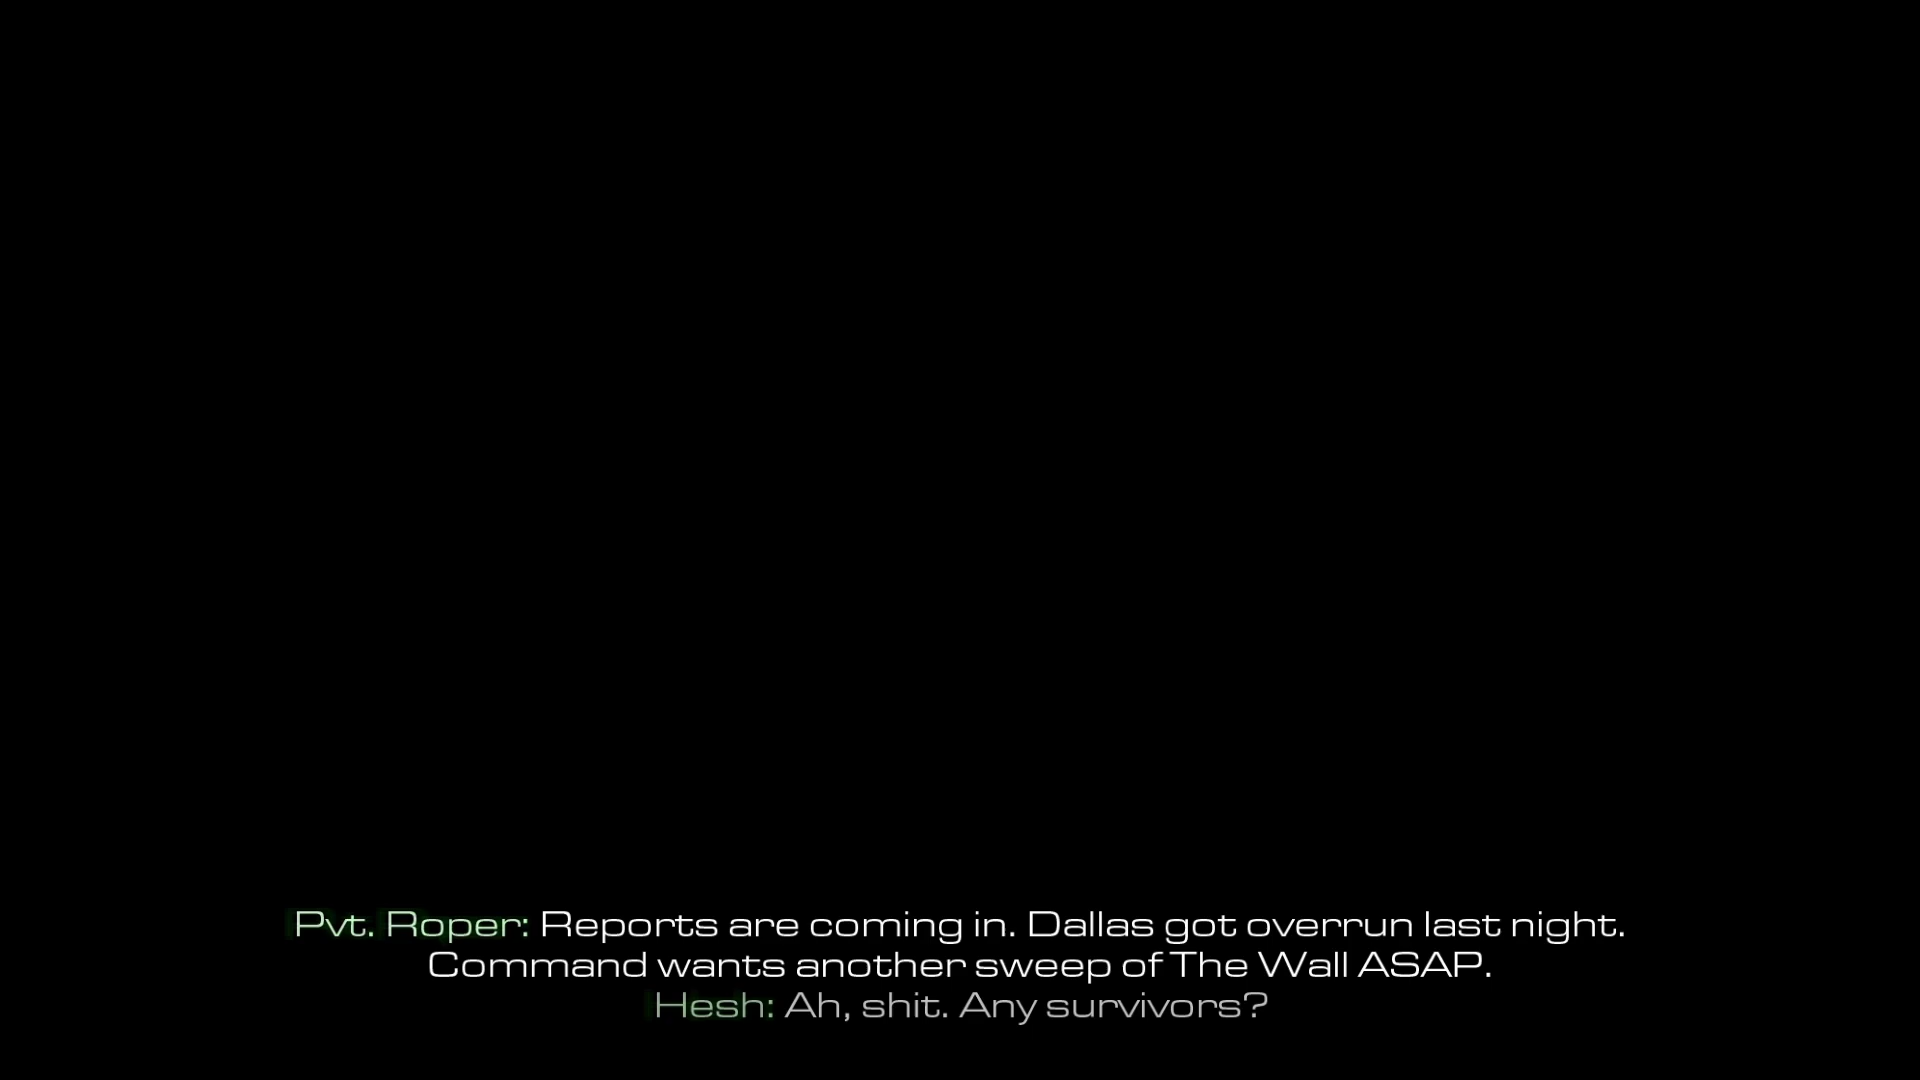 Pvt. Roper: Reports are coming in. Dallas got overrun last night.
Command wants another sweep of The Wall ASAP.
Hesh: Ah, shit. Any survivors?